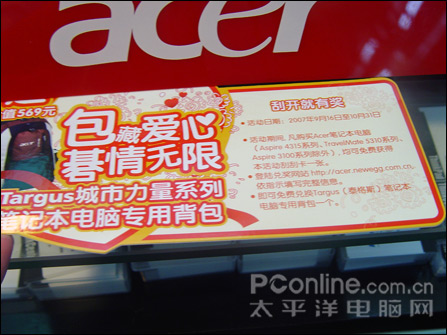 acer
值569元
包藏爱心
碁情无限
Targus城市力量系列
笔记本电脑专用背包
刮开就有奖
• 活动日期：2007年9月16日至10月31日
• 活动期间，凡购买Acer笔记本电脑
（Aspire 4315系列、TravelMate 5310系列、
Aspire 3100系列除外），均可免费获得
本活动刮刮卡一张。
• 登陆兑奖网站 http://acer.newegg.com.cn，
依提示填写完整信息。
• 即可免费兑换Targus（泰格斯）笔记本
电脑专用背包一个。
PConline.com.cn
太平洋电脑网